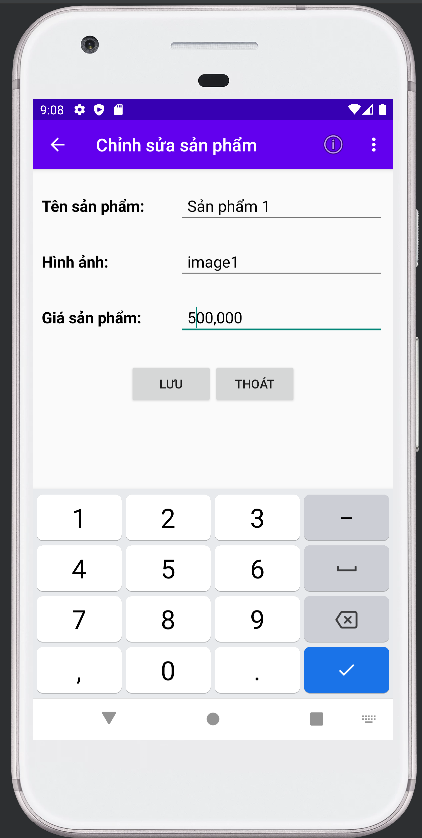 9:08
Chỉnh sửa sản phẩm
Tên sản phẩm: Sản phẩm 1
Hình ảnh: image1
Giá sản phẩm: 500,000
LƯU THOÁT
1 2 3 –
4 5 6
7 8 9
, 0 .